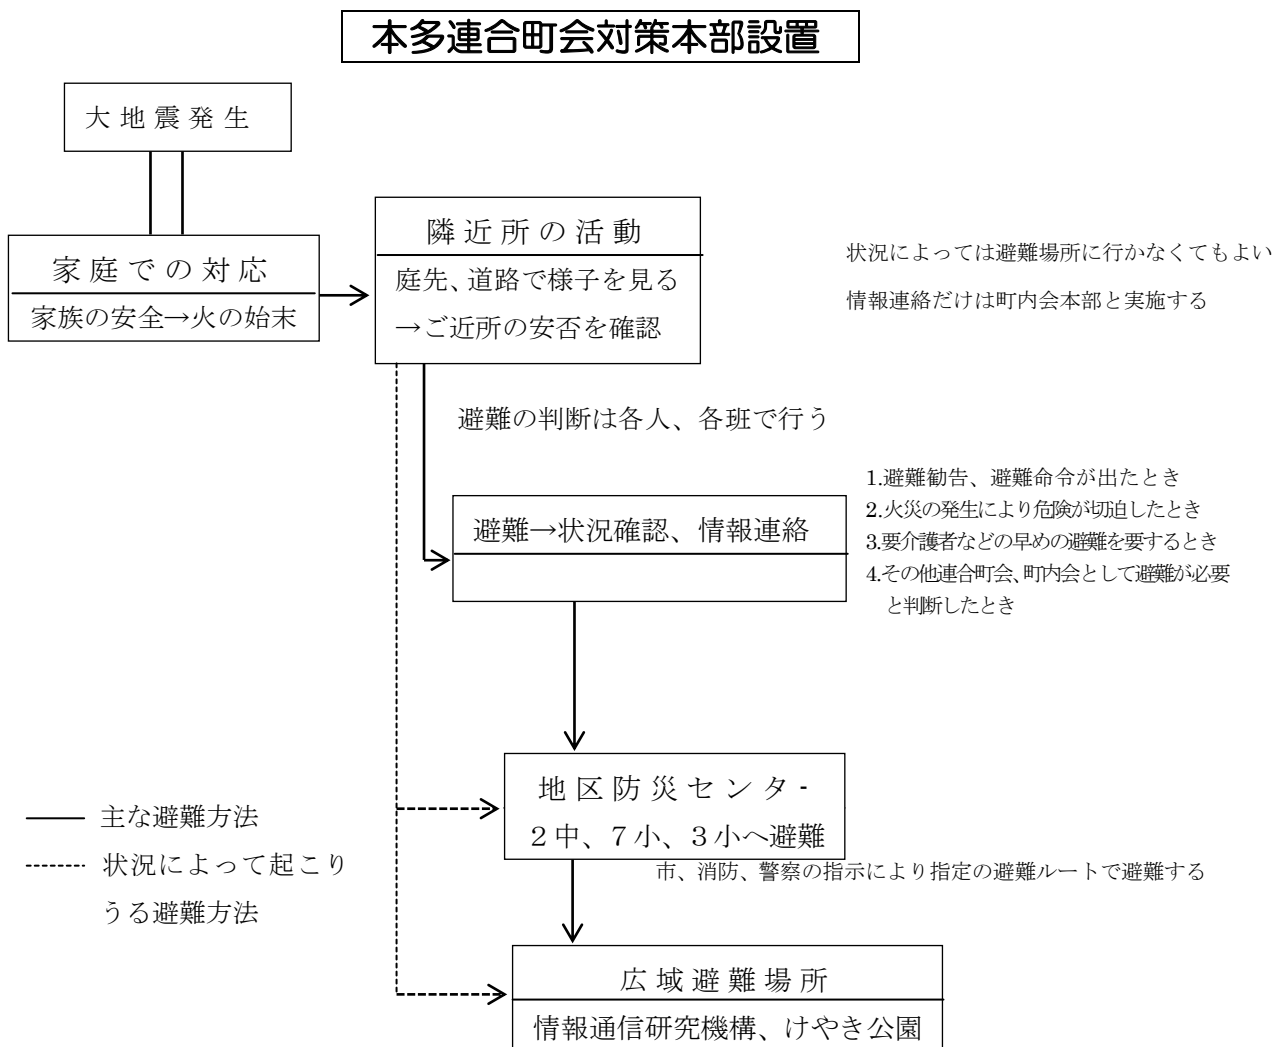 本多連合町会対策本部設置
大地震発生
家庭での対応
家族の安全→火の始末
隣近所の活動
庭先、道路で様子を見る
→ご近所の安否を確認
状況によっては避難場所に行かなくてもよい
情報連絡だけは町内会本部と実施する
避難の判断は各人、各班で行う
避難→状況確認、情報連絡
1.避難勧告、避難命令が出たとき
2.火災の発生により危険が切迫したとき
3.要介護者などの早めの避難を要するとき
4.その他連合町会、町内会として避難が必要
と判断したとき
地区防災センタ-
２中、７小、３小へ避難
市、消防、警察の指示により指定の避難ルートで避難する
主な避難方法
状況によって起こり
うる避難方法
広域避難場所
情報通信研究機構、けやき公園